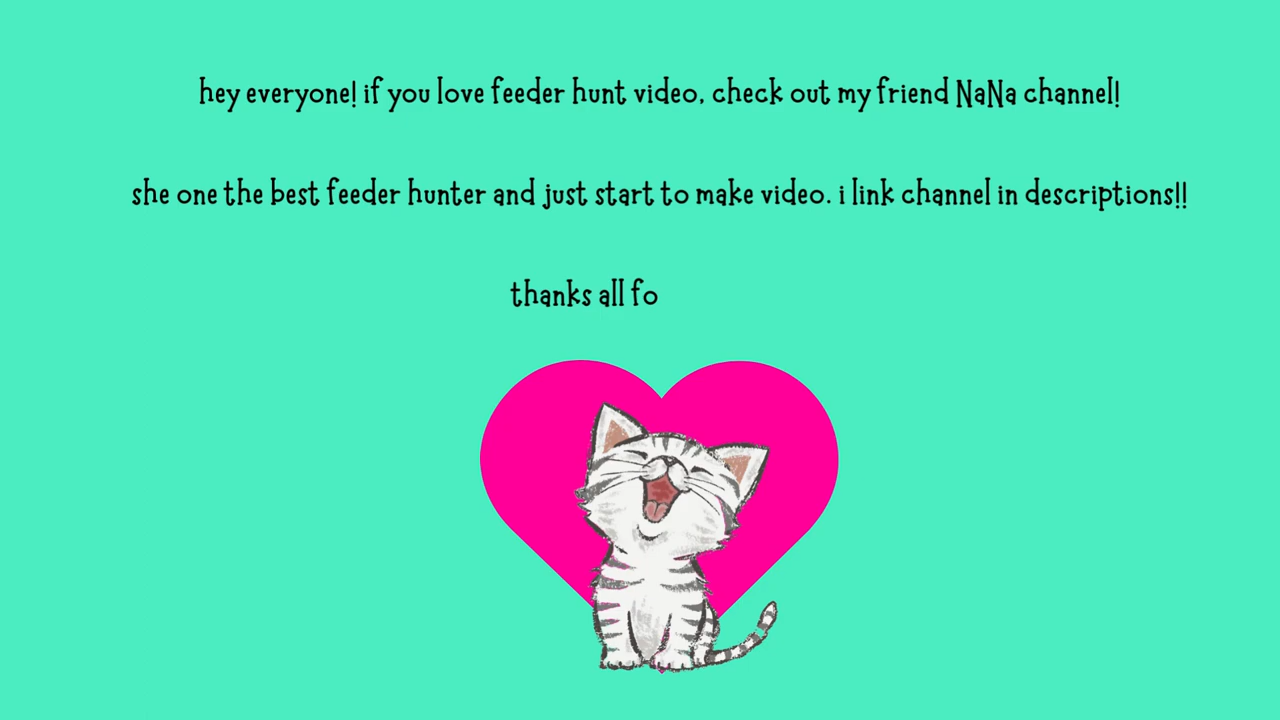 hey everyone! if you love feeder hunt video, check out my friend NaNa channel!
she one the best feeder hunter and just start to make video. i link channel in descriptions!!
thanks all fo